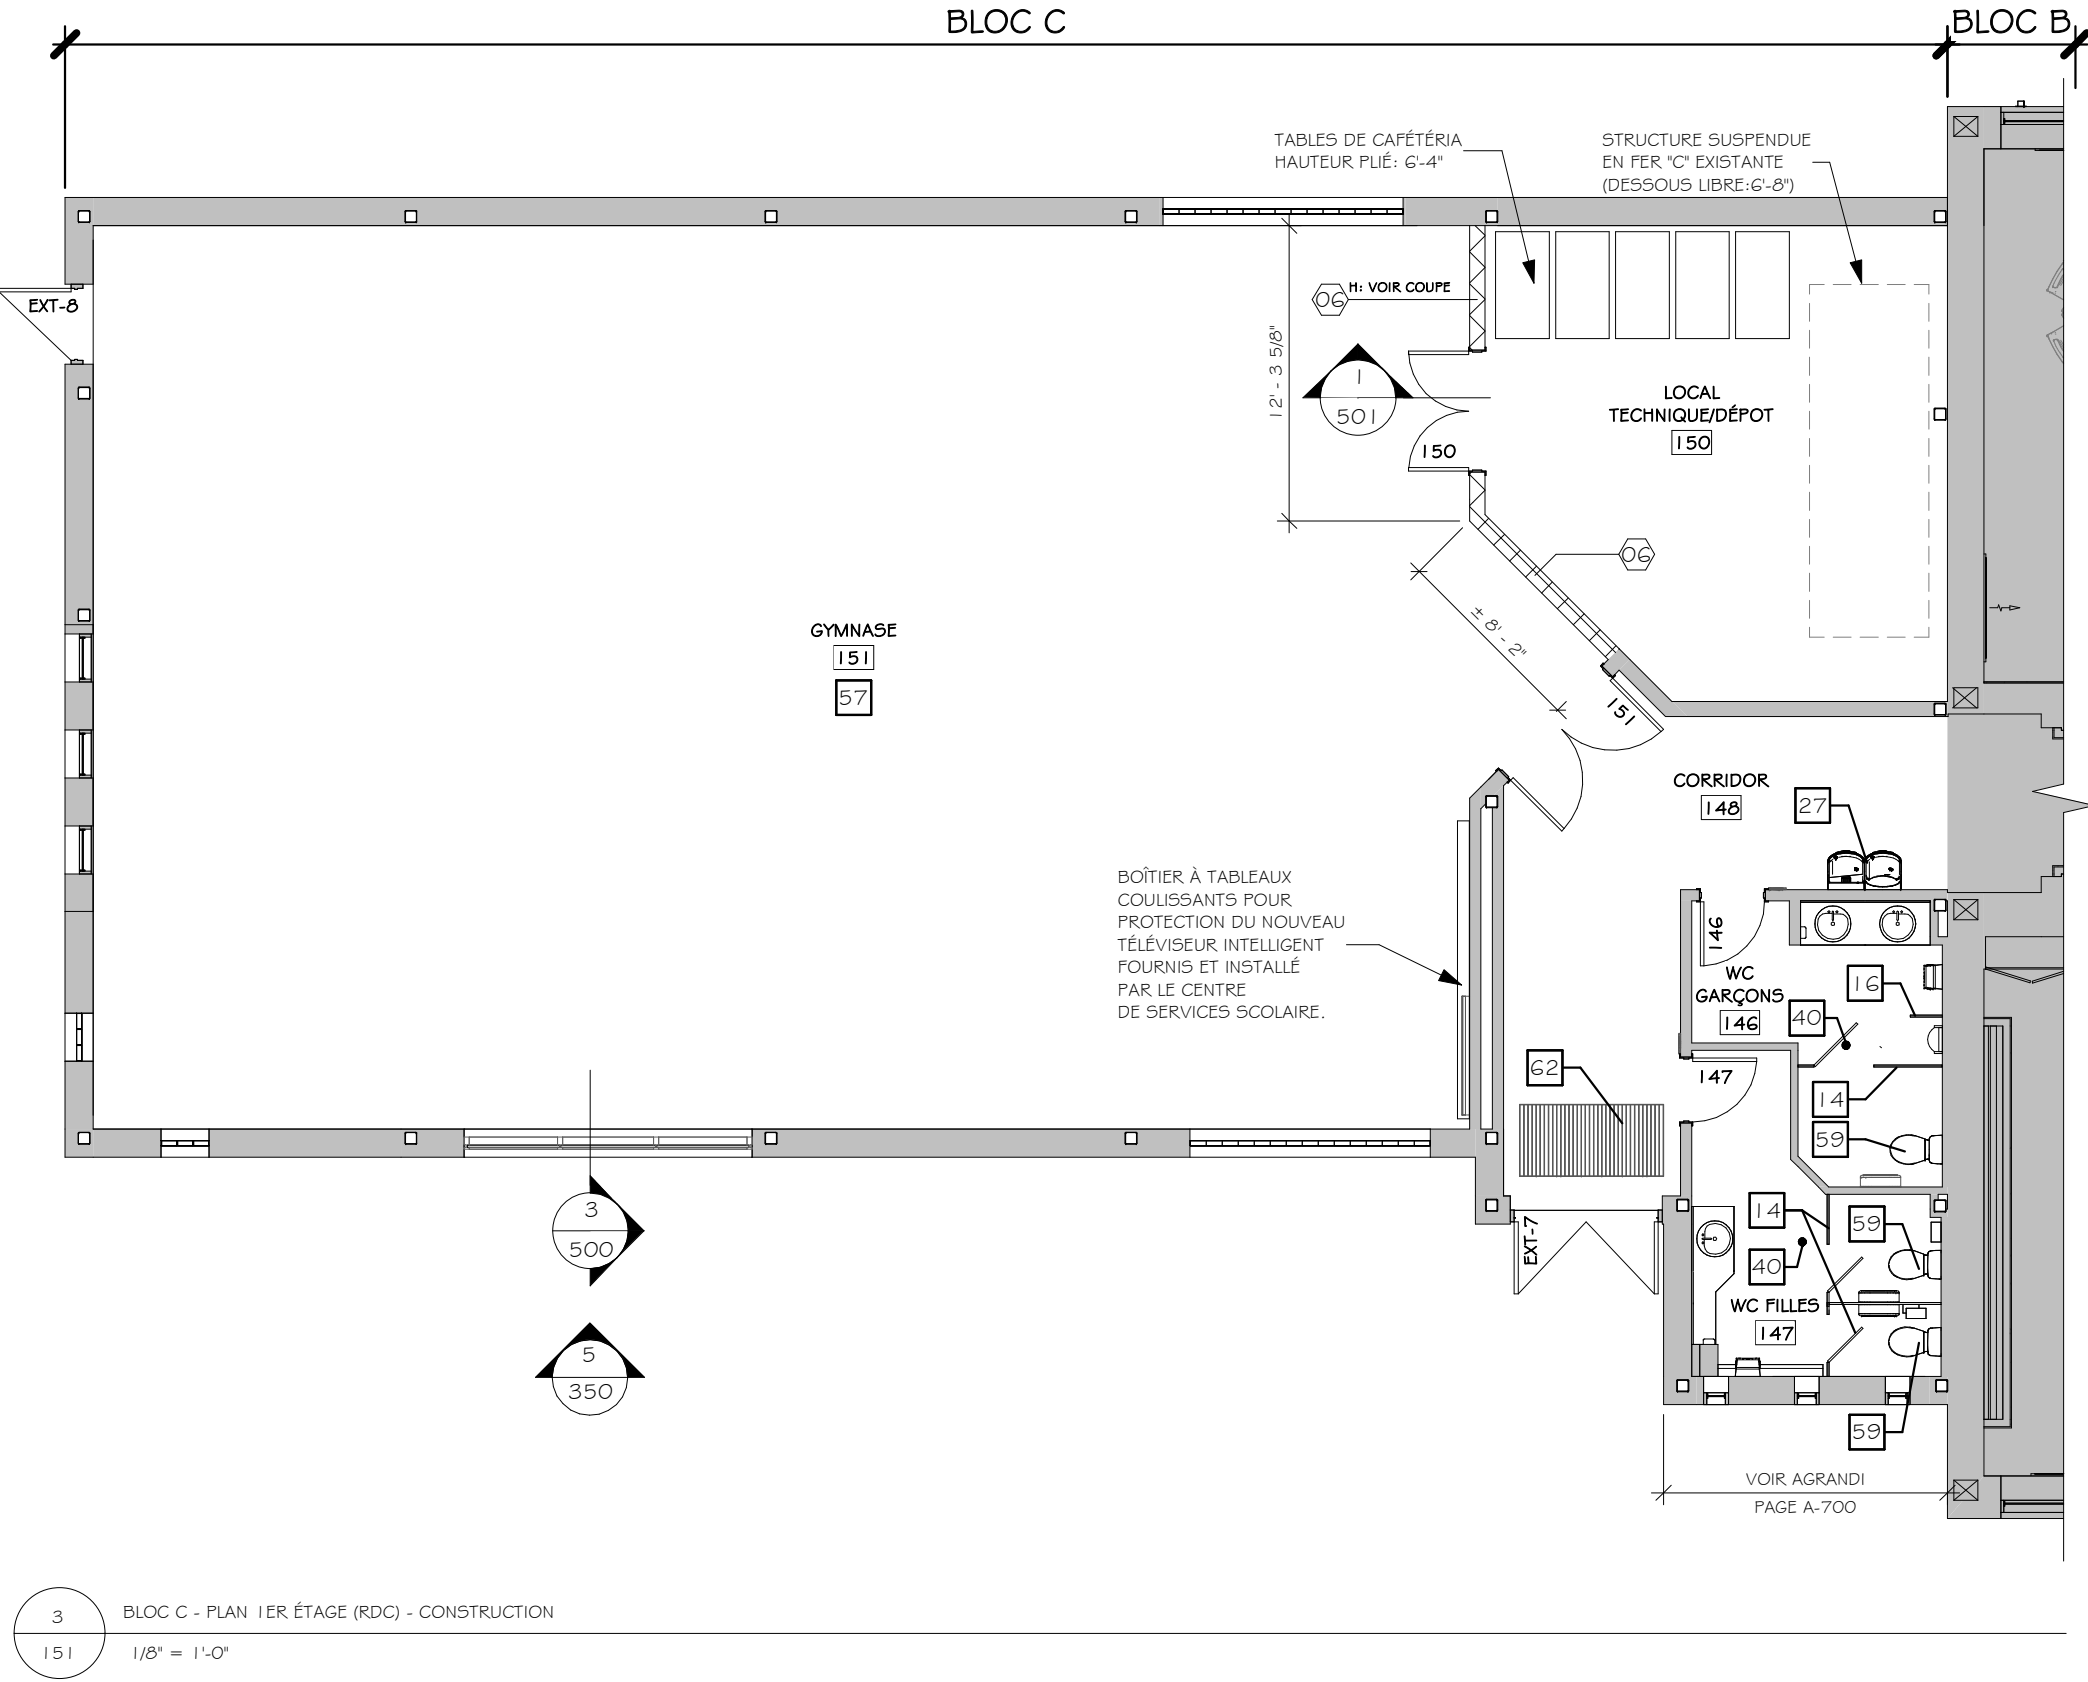 BLOC C
BLOC B
TABLES DE CAFÉTÉRIA
HAUTEUR PLIÉ: 6'-4"
STRUCTURE SUSPENDUE
EN FER "C" EXISTANTE
(DESSOUS LIBRE:6'-8")
EXT-8
06
H: VOIR COUPE
12' - 3 5/8"
1
501
150
LOCAL
TECHNIQUE/DÉPOT
150
06
± 8' - 2"
151
GYMNASE
151
57
CORRIDOR
148
27
BOÎTIER À TABLEAUX
COULISSANTS POUR
PROTECTION DU NOUVEAU
TÉLÉVISEUR INTELLIGENT
FOURNIS ET INSTALLÉ
PAR LE CENTRE
DE SERVICES SCOLAIRE.
146
WC
GARÇONS
146
16
40
62
147
14
59
3
500
EXT-7
14
59
40
WC FILLES
147
5
350
59
VOIR AGRANDI
PAGE A-700
3
151
BLOC C - PLAN 1ER ÉTAGE (RDC) - CONSTRUCTION
1/8" = 1'-0"